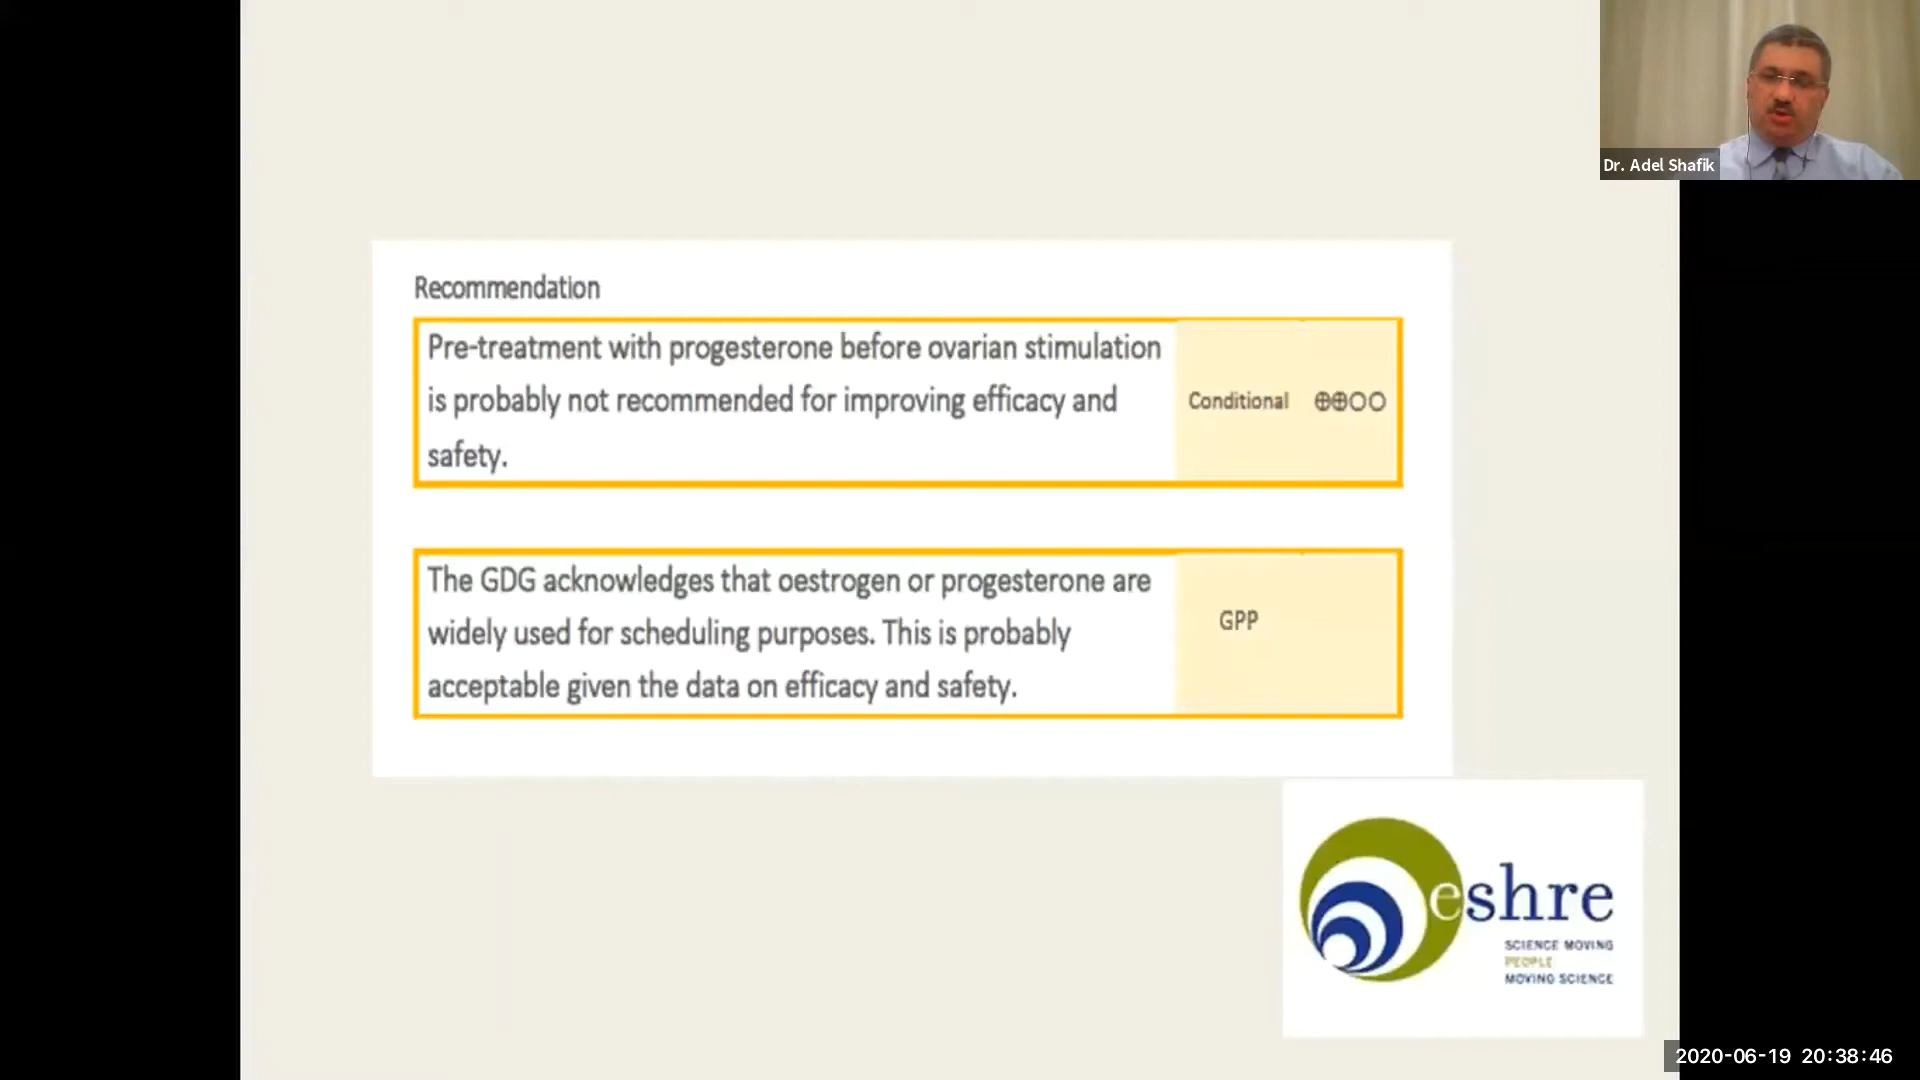 Dr. Adel Shafik
Recommendation
Pre-treatment with progesterone before ovarian stimulation
is probably not recommended for improving efficacy and
safety.
Conditional ⊕⊕○○
The GDG acknowledges that oestrogen or progesterone are
widely used for scheduling purposes. This is probably
acceptable given the data on efficacy and safety.
GPP
eshre
SCIENCE MOVING
PEOPLE
MOVING SCIENCE
2020-06-19 20:38:46